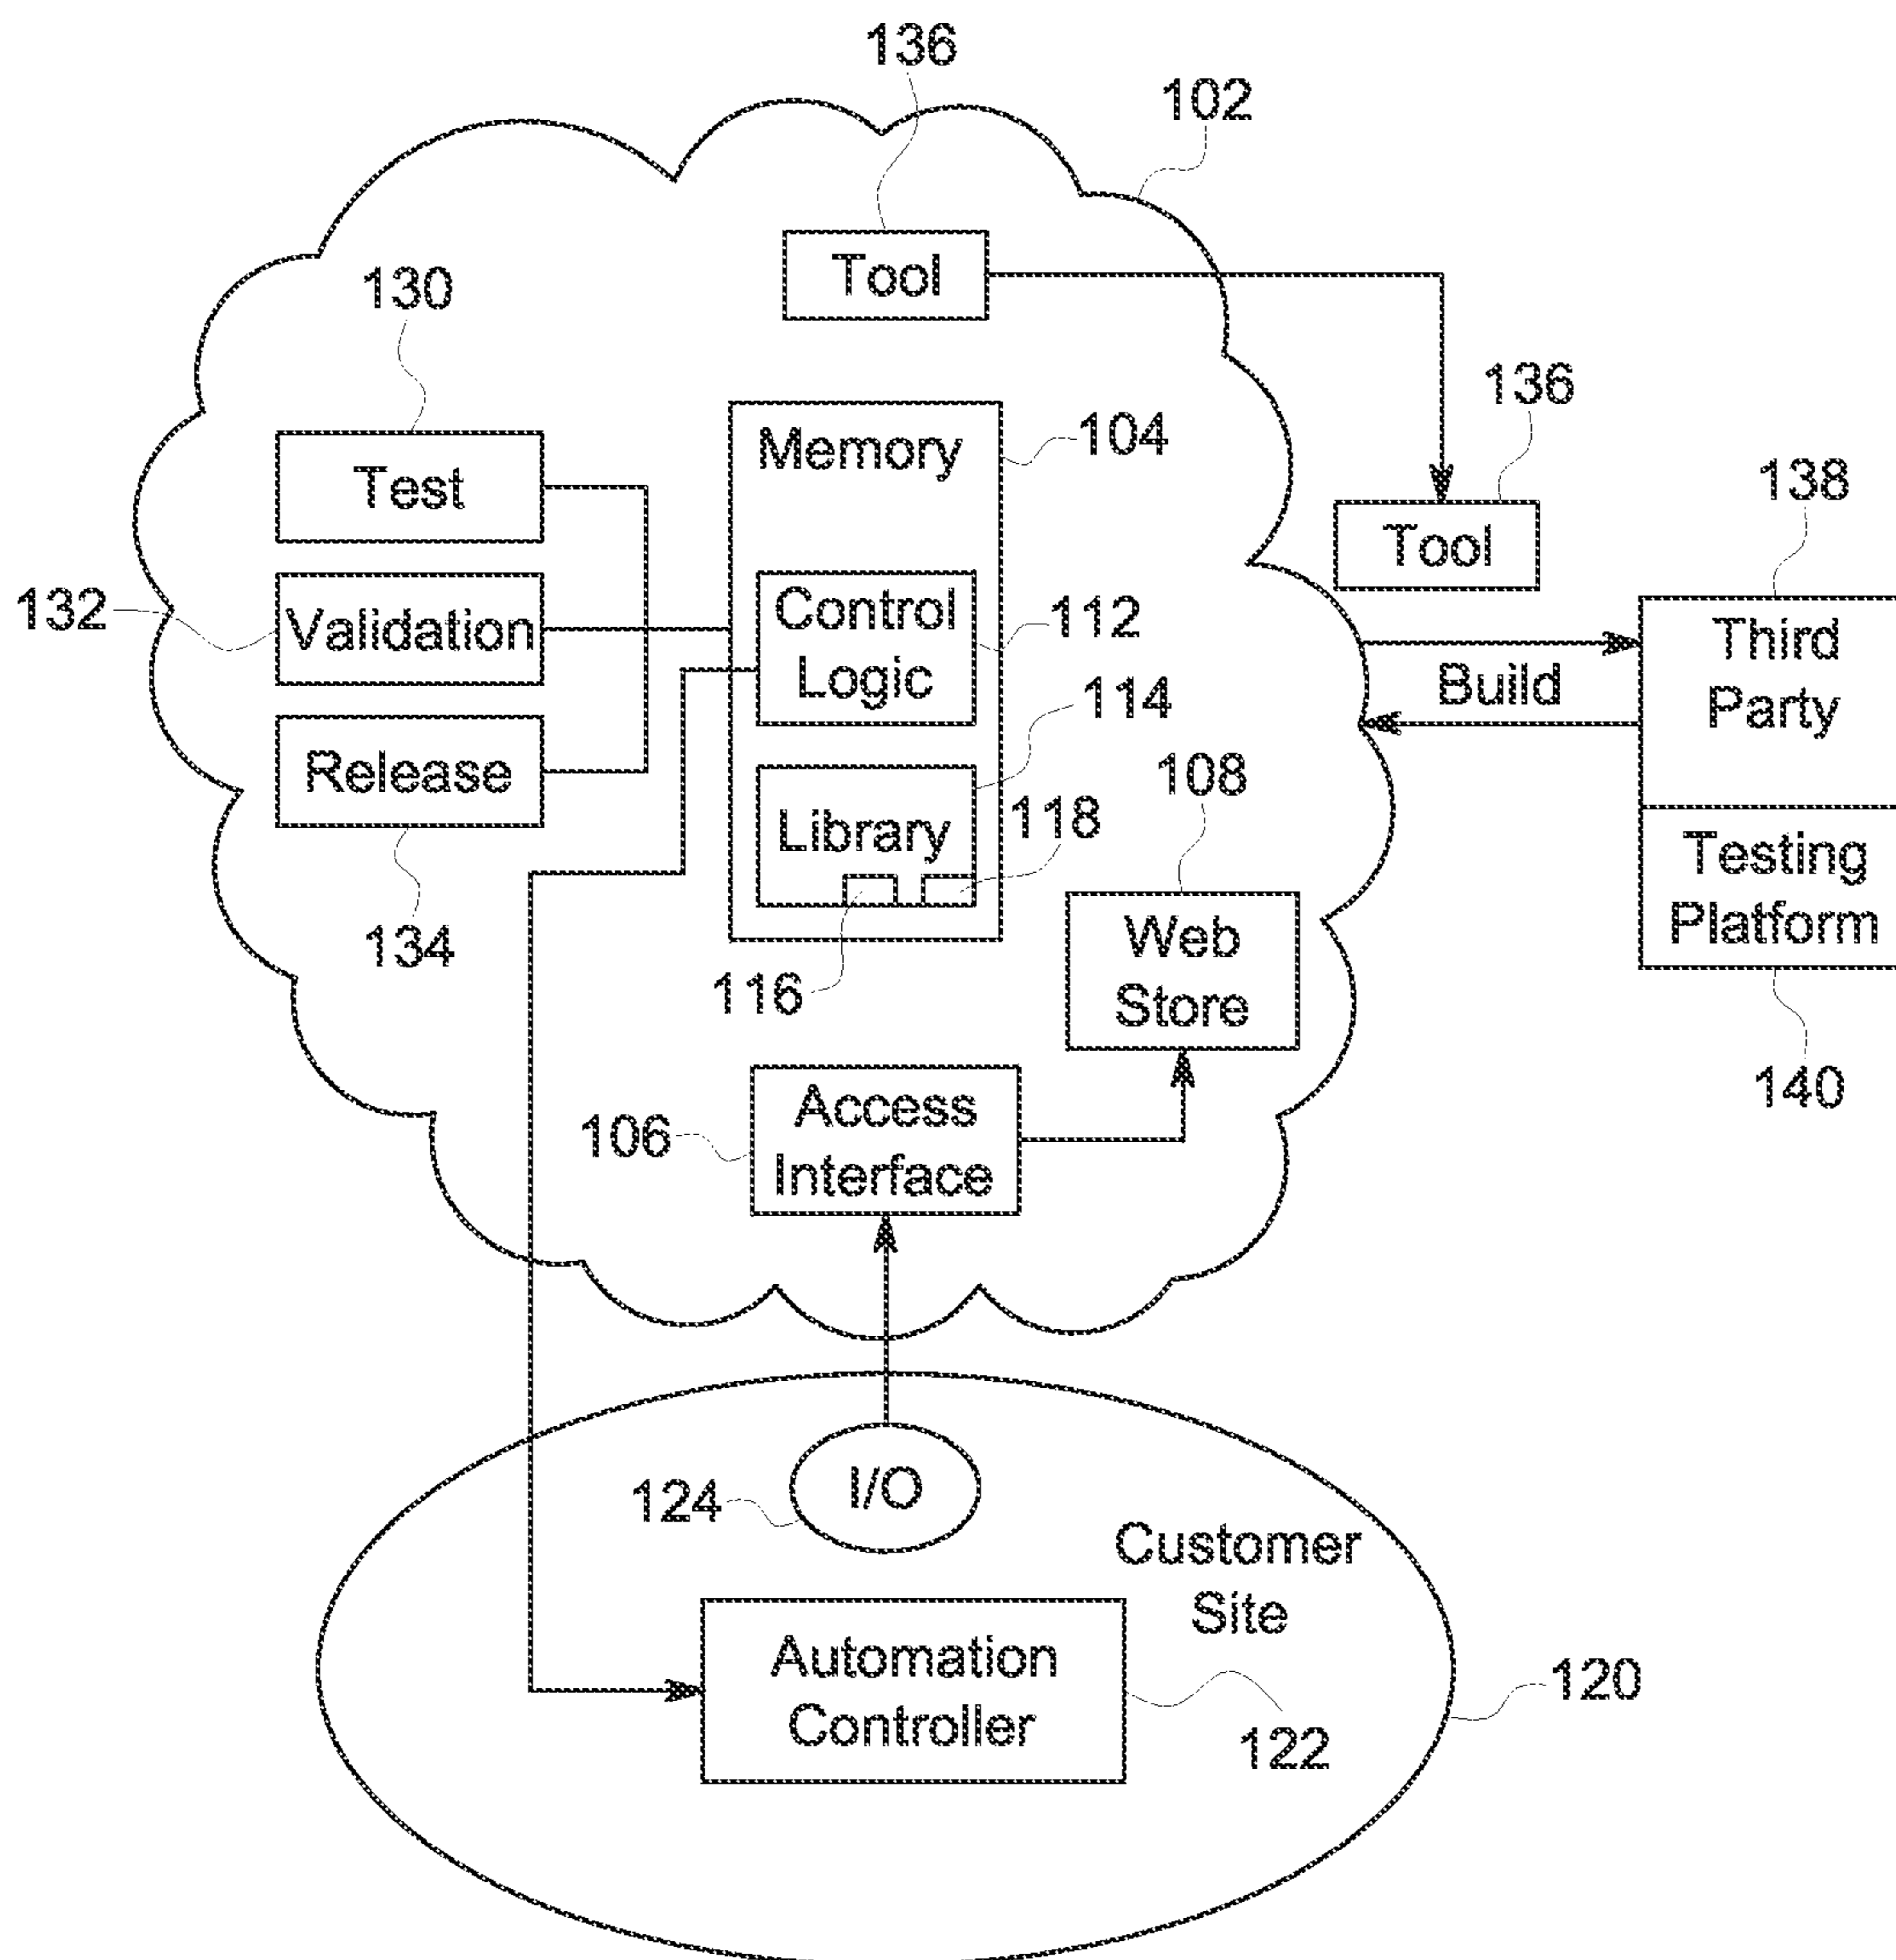 136
102
Tool
130
136
Memory
104
138
Test
Tool
Control
Logic
112
132
Validation
Third
Party
Build
114
Release
108
118
Library
Testing
Platform
134
Web
Store
116
140
Access
Interface
106
I/O
124
Customer
Site
Automation
Controller
120
122